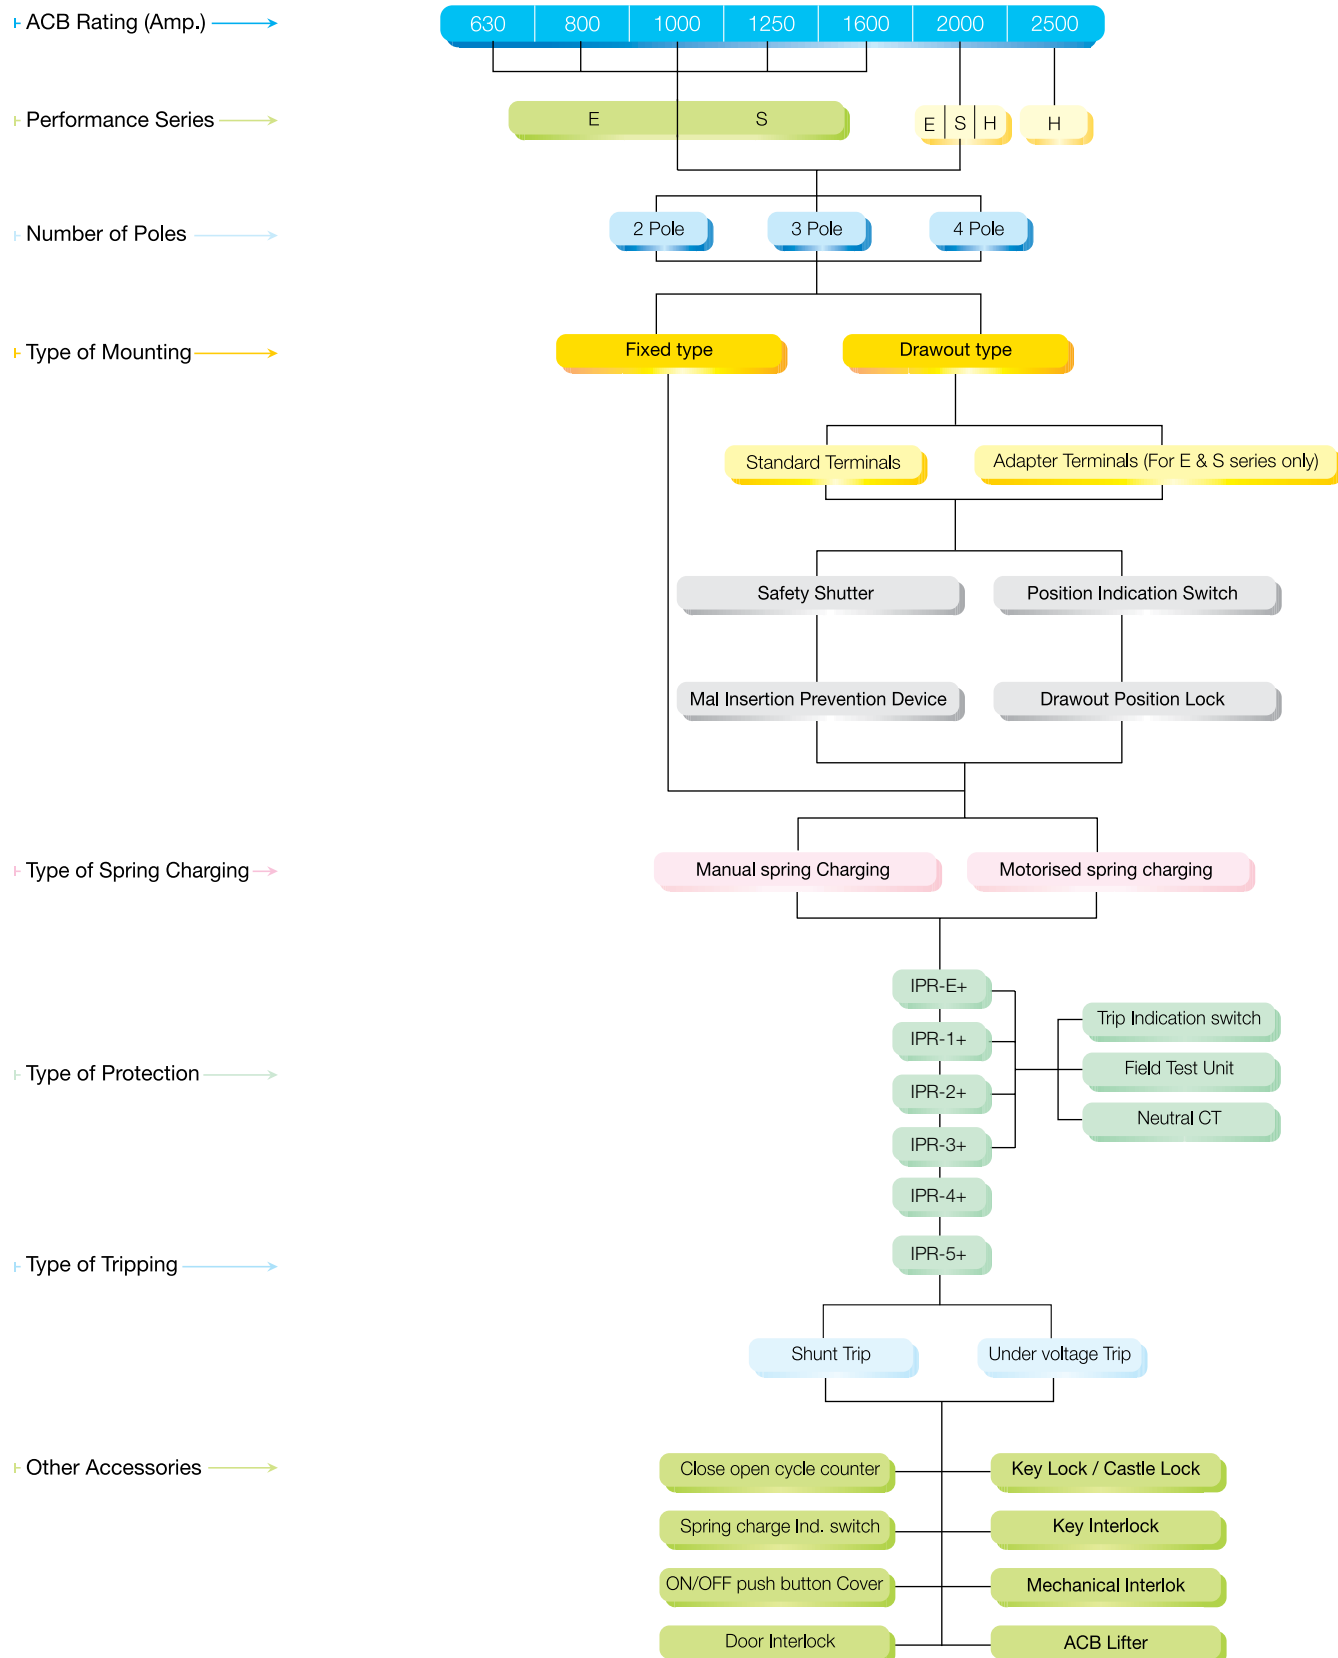 ACB Rating (Amp.)
630 800 1000 1250 1600 2000 2500
Performance Series
E S E S H H
Number of Poles
2 Pole 3 Pole 4 Pole
Type of Mounting
Fixed type Drawout type
Standard Terminals Adapter Terminals (For E & S series only)
Safety Shutter Position Indication Switch
Mal Insertion Prevention Device Drawout Position Lock
Type of Spring Charging
Manual spring Charging Motorised spring charging
IPR-E+
Trip Indication switch
IPR-1+
Type of Protection
Field Test Unit
IPR-2+
Neutral CT
IPR-3+
IPR-4+
IPR-5+
Type of Tripping
Shunt Trip Under voltage Trip
Other Accessories
Close open cycle counter Key Lock / Castle Lock
Spring charge Ind. switch Key Interlock
ON/OFF push button Cover Mechanical Interlok
Door Interlock ACB Lifter